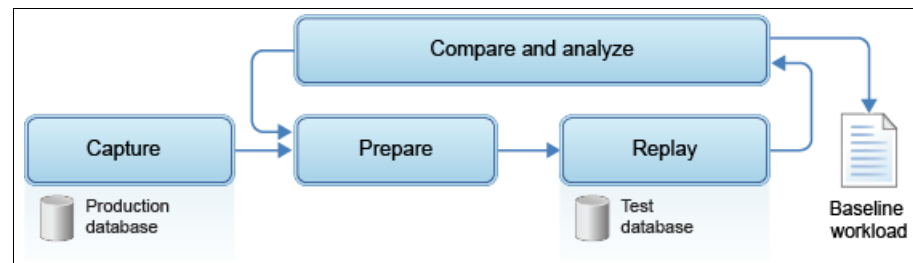 Compare and analyze
Capture
Prepare
Replay
Production
database
Test
database
Baseline
workload